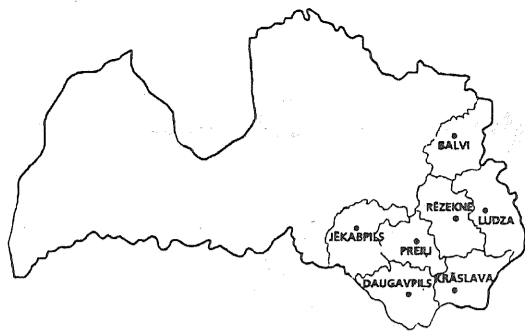 BALVI
RĒZEKNE
LUDZA
JĒKABPILS
PREIĻI
DAUGAVPILS
KRĀSLAVA